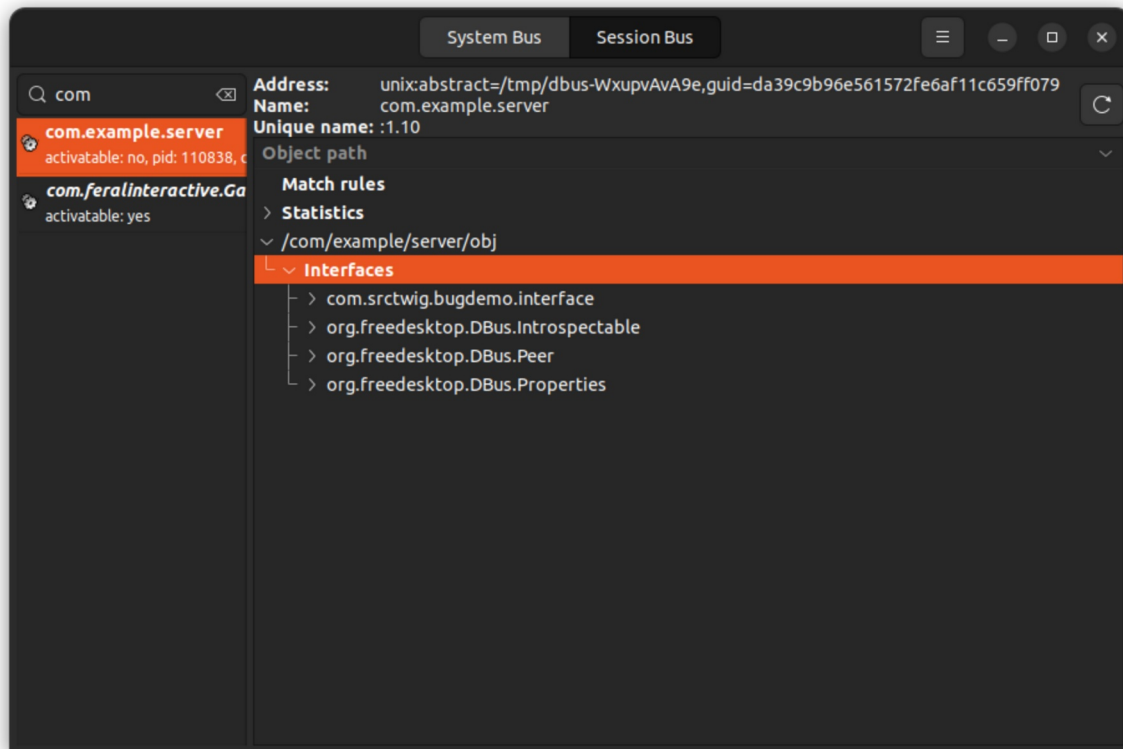 System Bus Session Bus
com
com.example.server
activatable: no, pid: 110838, c
com.feralinteractive.Ga
activatable: yes
Address: unix:abstract=/tmp/dbus-WxupvAvA9e,guid=da39c9b96e561572fe6af11c659ff079
Name: com.example.server
Unique name: :1.10
Object path
Match rules
Statistics
/com/example/server/obj
Interfaces
com.srctwig.bugdemo.interface
org.freedesktop.DBus.Introspectable
org.freedesktop.DBus.Peer
org.freedesktop.DBus.Properties